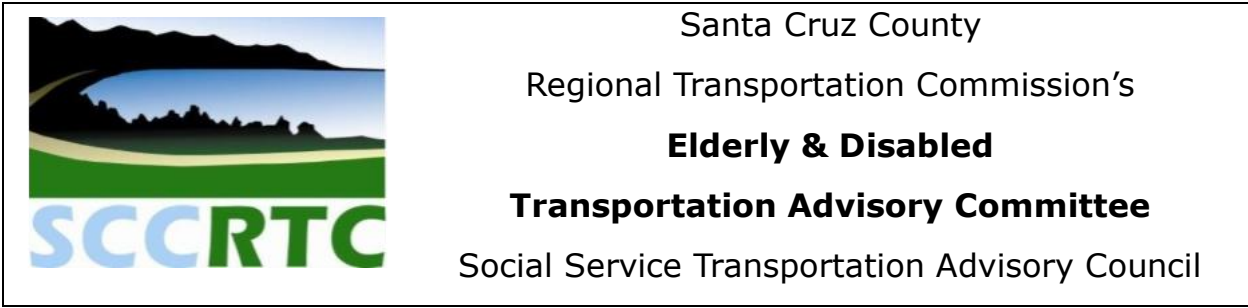 SCCRTC
Santa Cruz County
Regional Transportation Commission’s
Elderly & Disabled
Transportation Advisory Committee
Social Service Transportation Advisory Council